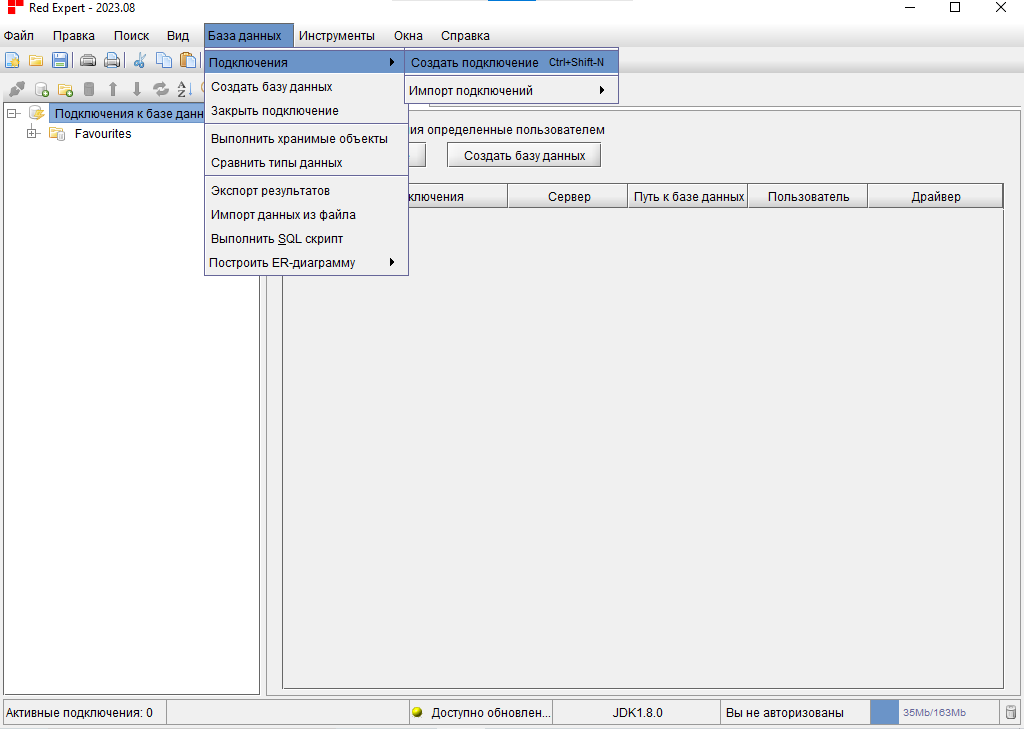 Red Expert - 2023.08
Файл Правка Поиск Вид База данных Инструменты Окна Справка
Подключения
Создать базу данных
Закрыть подключение
Выполнить хранимые объекты
Сравнить типы данных
Экспорт результатов
Импорт данных из файла
Выполнить SQL скрипт
Построить ER-диаграмму
Создать подключение Ctrl+Shift-N
Импорт подключений
Подключения к базе данн
Favourites
ия определенные пользователем
Создать базу данных
ключения Сервер Путь к базе данных Пользователь Драйвер
Активные подключения: 0 Доступно обновлен... JDK1.8.0 Вы не авторизованы 35Mb/163Mb